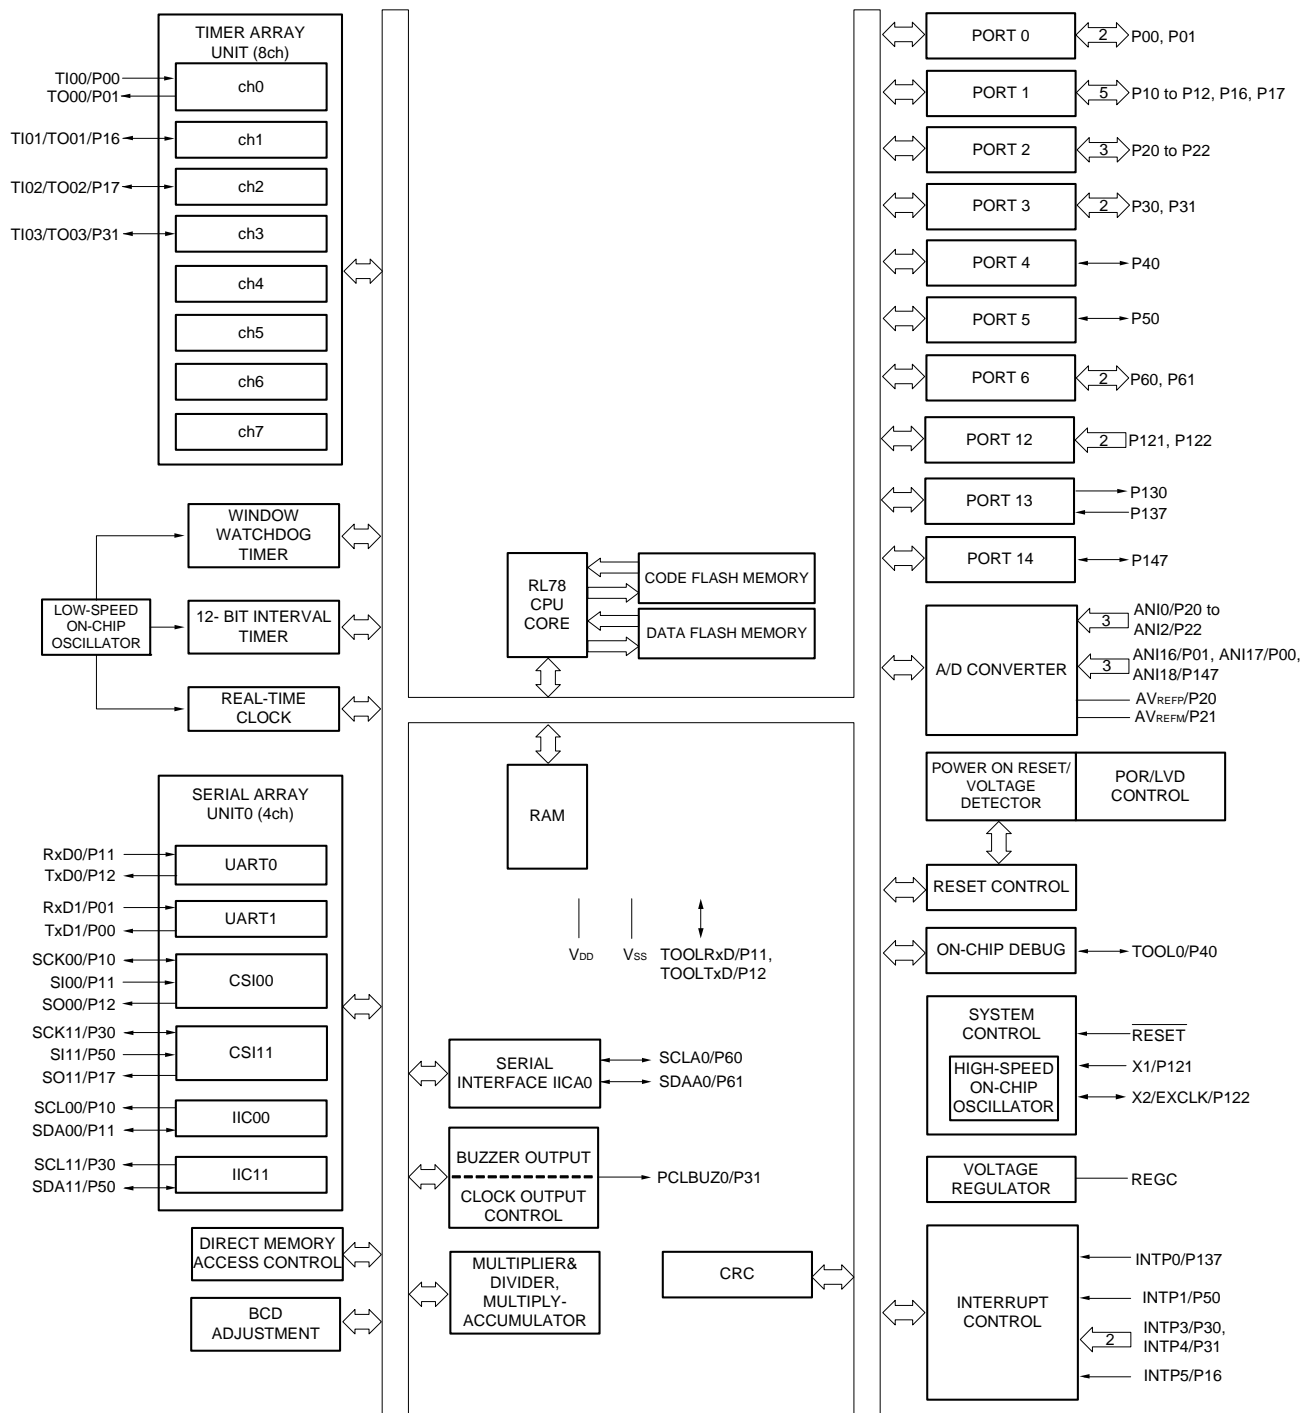 TIMER ARRAY
UNIT (8ch)
TI00/P00
TO00/P01
ch0
TI01/TO01/P16
ch1
TI02/TO02/P17
ch2
TI03/TO03/P31
ch3
ch4
ch5
ch6
ch7
WINDOW
WATCHDOG
TIMER
LOW-SPEED
ON-CHIP
OSCILLATOR
12- BIT INTERVAL
TIMER
REAL-TIME
CLOCK
SERIAL ARRAY
UNIT0 (4ch)
RxD0/P11
TxD0/P12
UART0
RxD1/P01
TxD1/P00
UART1
SCK00/P10
SI00/P11
SO00/P12
CSI00
SCK11/P30
SI11/P50
SO11/P17
CSI11
SCL00/P10
SDA00/P11
IIC00
SCL11/P30
SDA11/P50
IIC11
DIRECT MEMORY
ACCESS CONTROL
BCD
ADJUSTMENT
RL78
CPU
CORE
CODE FLASH MEMORY
DATA FLASH MEMORY
RAM
VDD
VSS
TOOLRxD/P11,
TOOLTxD/P12
SERIAL
INTERFACE IICA0
SCLA0/P60
SDAA0/P61
BUZZER OUTPUT
CLOCK OUTPUT
CONTROL
PCLBUZ0/P31
MULTIPLIER&
DIVIDER,
MULTIPLY-
ACCUMULATOR
CRC
PORT 0
2
P00, P01
PORT 1
5
P10 to P12, P16, P17
PORT 2
3
P20 to P22
PORT 3
2
P30, P31
PORT 4
P40
PORT 5
P50
PORT 6
2
P60, P61
PORT 12
2
P121, P122
PORT 13
P130
P137
PORT 14
P147
A/D CONVERTER
3
ANI0/P20 to
ANI2/P22
3
ANI16/P01, ANI17/P00,
ANI18/P147
AVREFP/P20
AVREFM/P21
POWER ON RESET/
VOLTAGE
DETECTOR
POR/LVD
CONTROL
RESET CONTROL
ON-CHIP DEBUG
TOOL0/P40
SYSTEM
CONTROL
HIGH-SPEED
ON-CHIP
OSCILLATOR
RESET
X1/P121
X2/EXCLK/P122
VOLTAGE
REGULATOR
REGC
INTERRUPT
CONTROL
INTP0/P137
INTP1/P50
2
INTP3/P30,
INTP4/P31
INTP5/P16